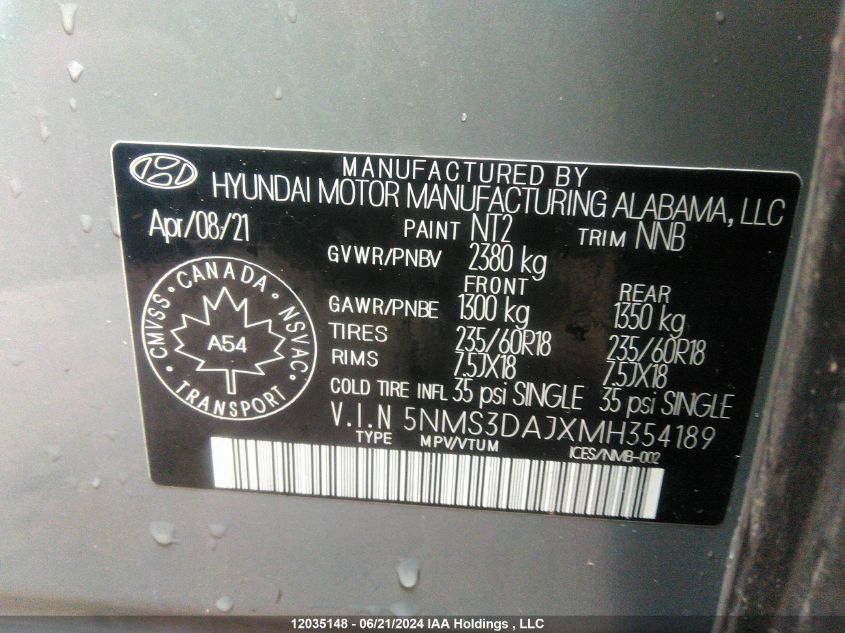 MANUFACTURED BY
HYUNDAI MOTOR MANUFACTURING ALABAMA, LLC
Apr/08/21 PAINT NT2 TRIM NNB
GVWR/PNBV 2380 kg
FRONT REAR
GAWR/PNBE 1300 kg 1350 kg
TIRES 235/60R18 235/60R18
RIMS 7.5JX18 7.5JX18
COLD TIRE INFL 35 psi SINGLE 35 psi SINGLE
V.I.N 5NMS3DAJXMH354189
TYPE MPV/VTUM ICES/NMB-002
CMVSS · CANADA · NSVAC · TRANSPORT ·
A54
12035148 - 06/21/2024 IAA Holdings , LLC